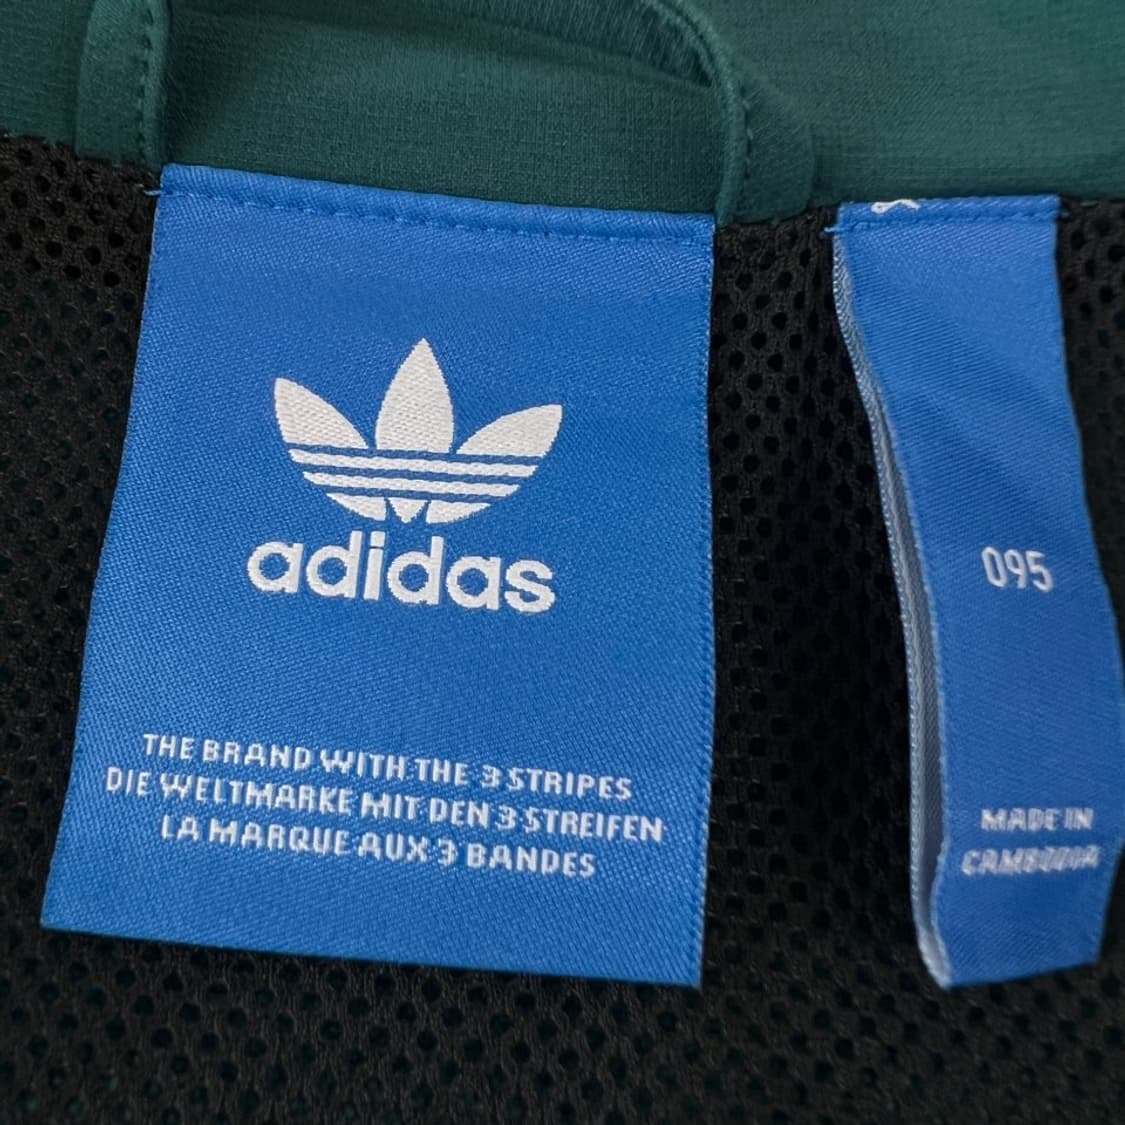 adidas
THE BRAND WITH THE 3 STRIPES
DIE WELTMARKE MIT DEN 3 STREIFEN
LA MARQUE AUX 3 BANDES
095
MADE IN
CAMBODIA